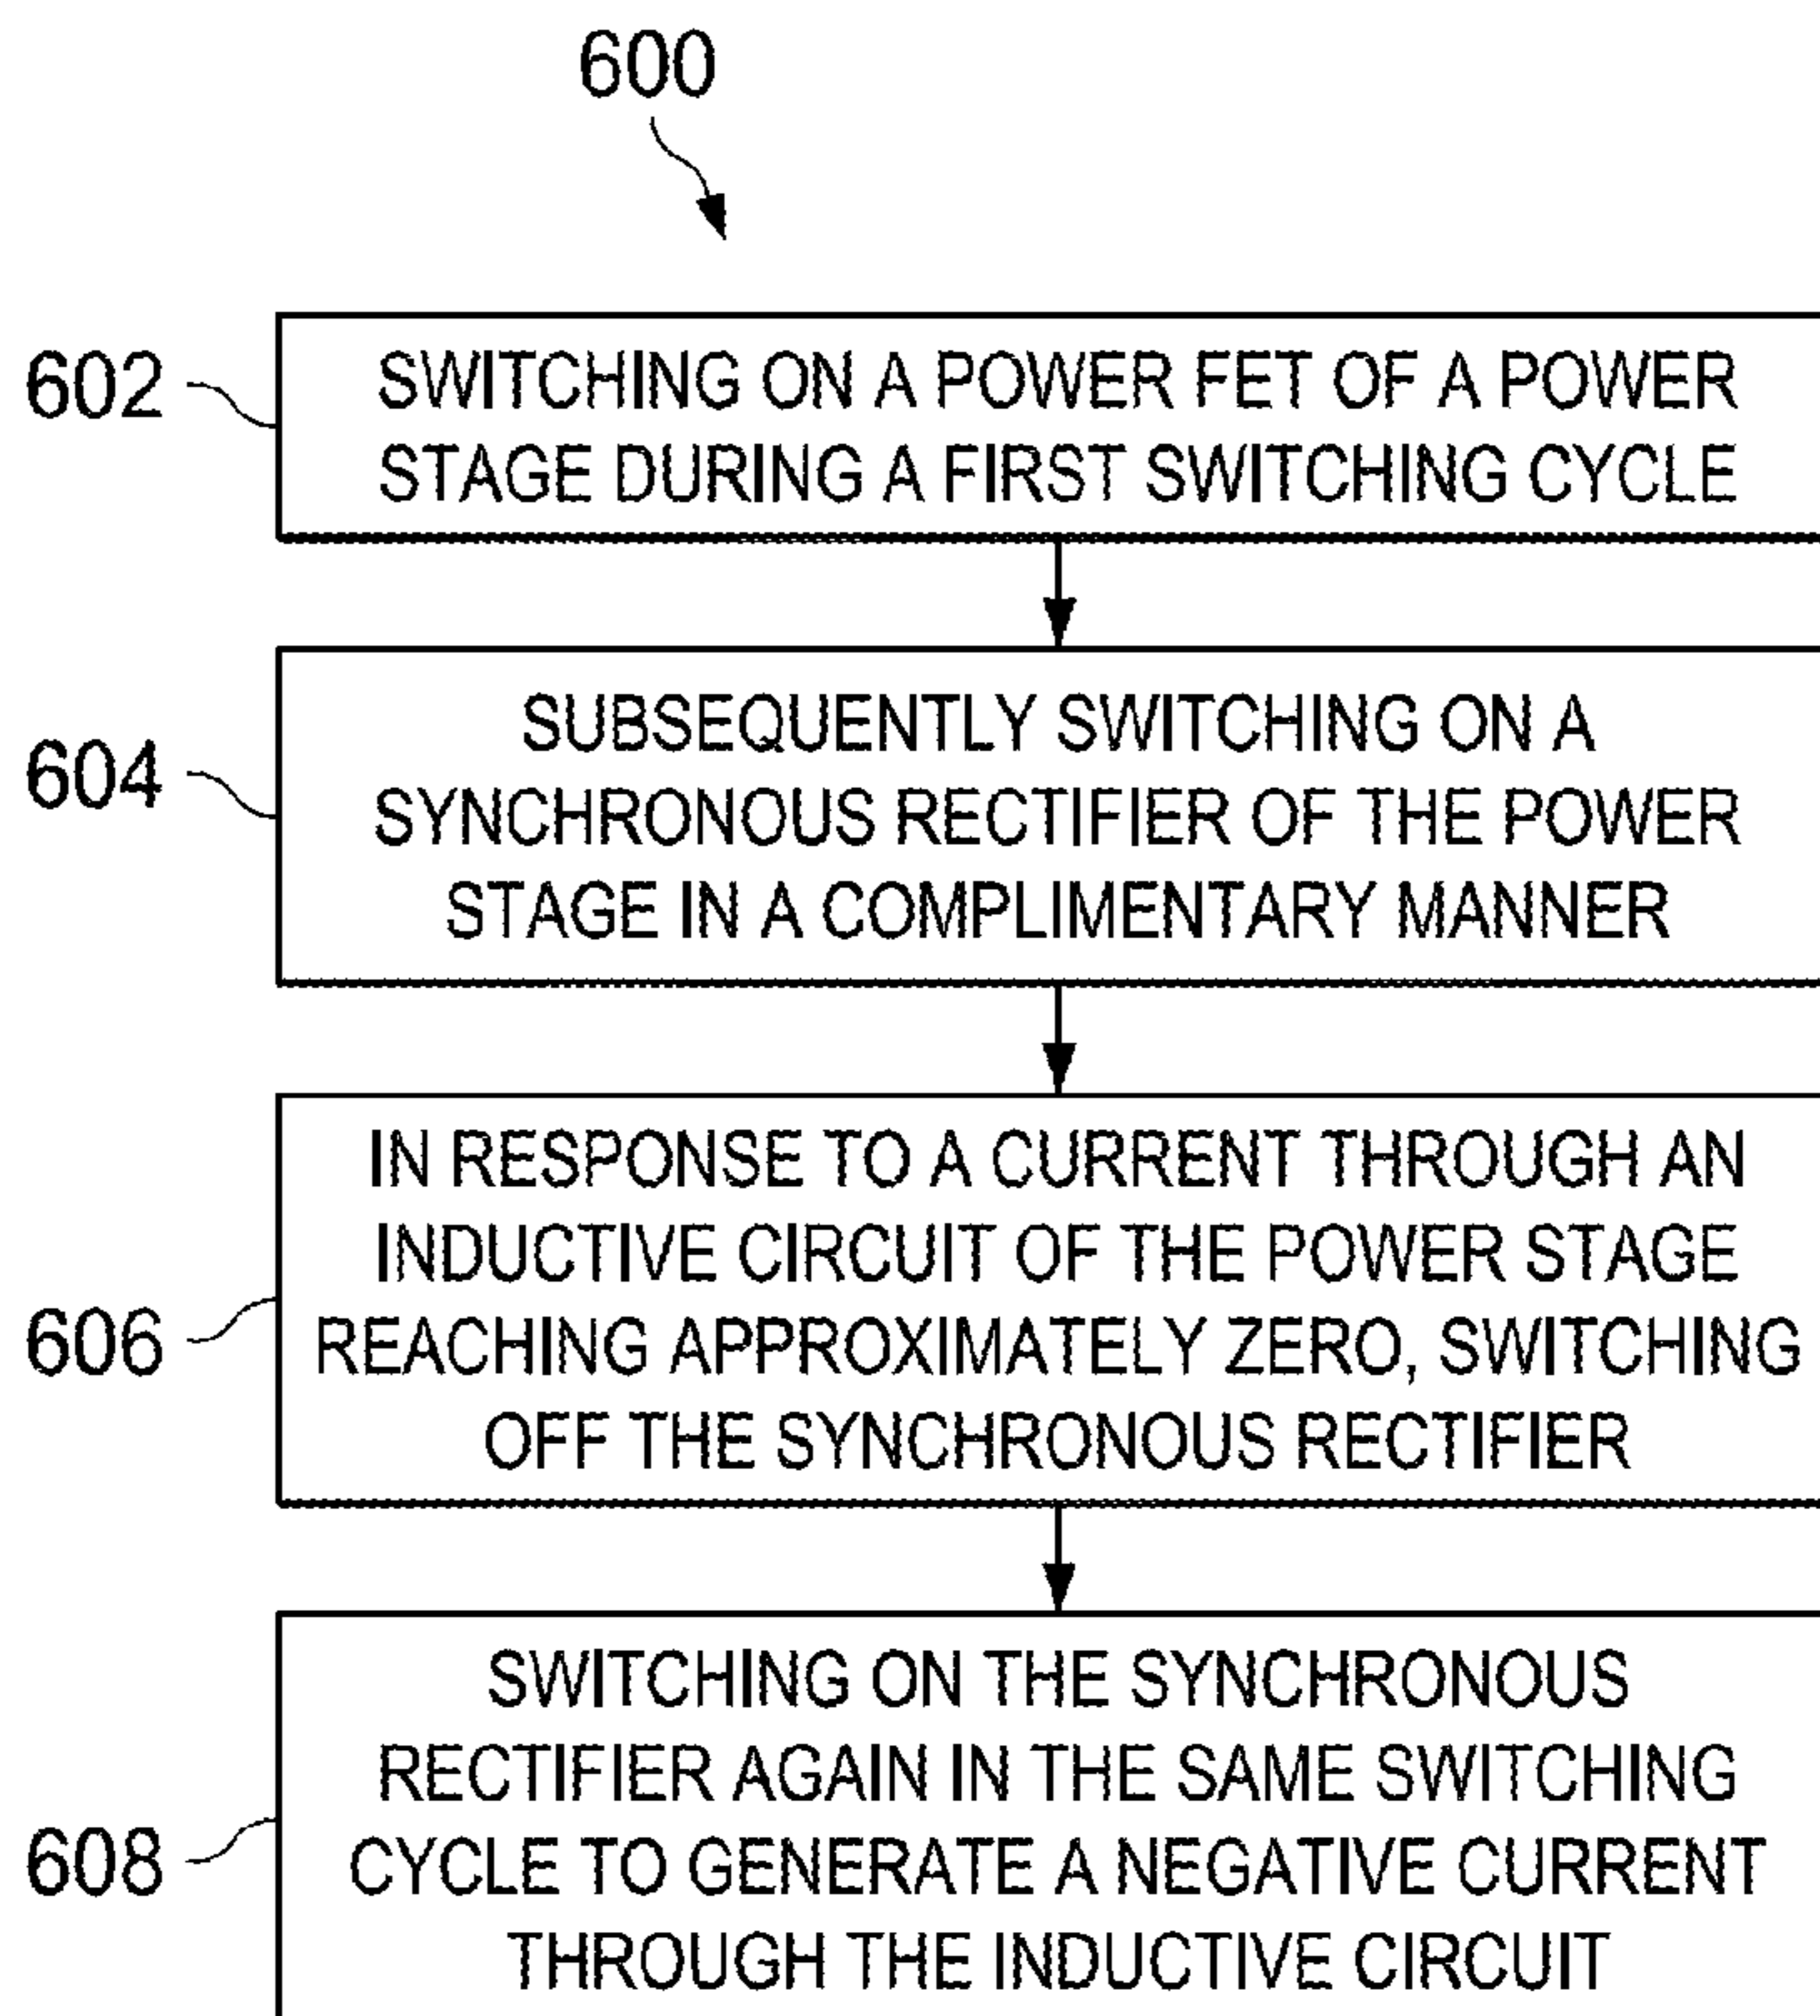 600
602
SWITCHING ON A POWER FET OF A POWER
STAGE DURING A FIRST SWITCHING CYCLE
604
SUBSEQUENTLY SWITCHING ON A
SYNCHRONOUS RECTIFIER OF THE POWER
STAGE IN A COMPLIMENTARY MANNER
606
IN RESPONSE TO A CURRENT THROUGH AN
INDUCTIVE CIRCUIT OF THE POWER STAGE
REACHING APPROXIMATELY ZERO, SWITCHING
OFF THE SYNCHRONOUS RECTIFIER
608
SWITCHING ON THE SYNCHRONOUS
RECTIFIER AGAIN IN THE SAME SWITCHING
CYCLE TO GENERATE A NEGATIVE CURRENT
THROUGH THE INDUCTIVE CIRCUIT